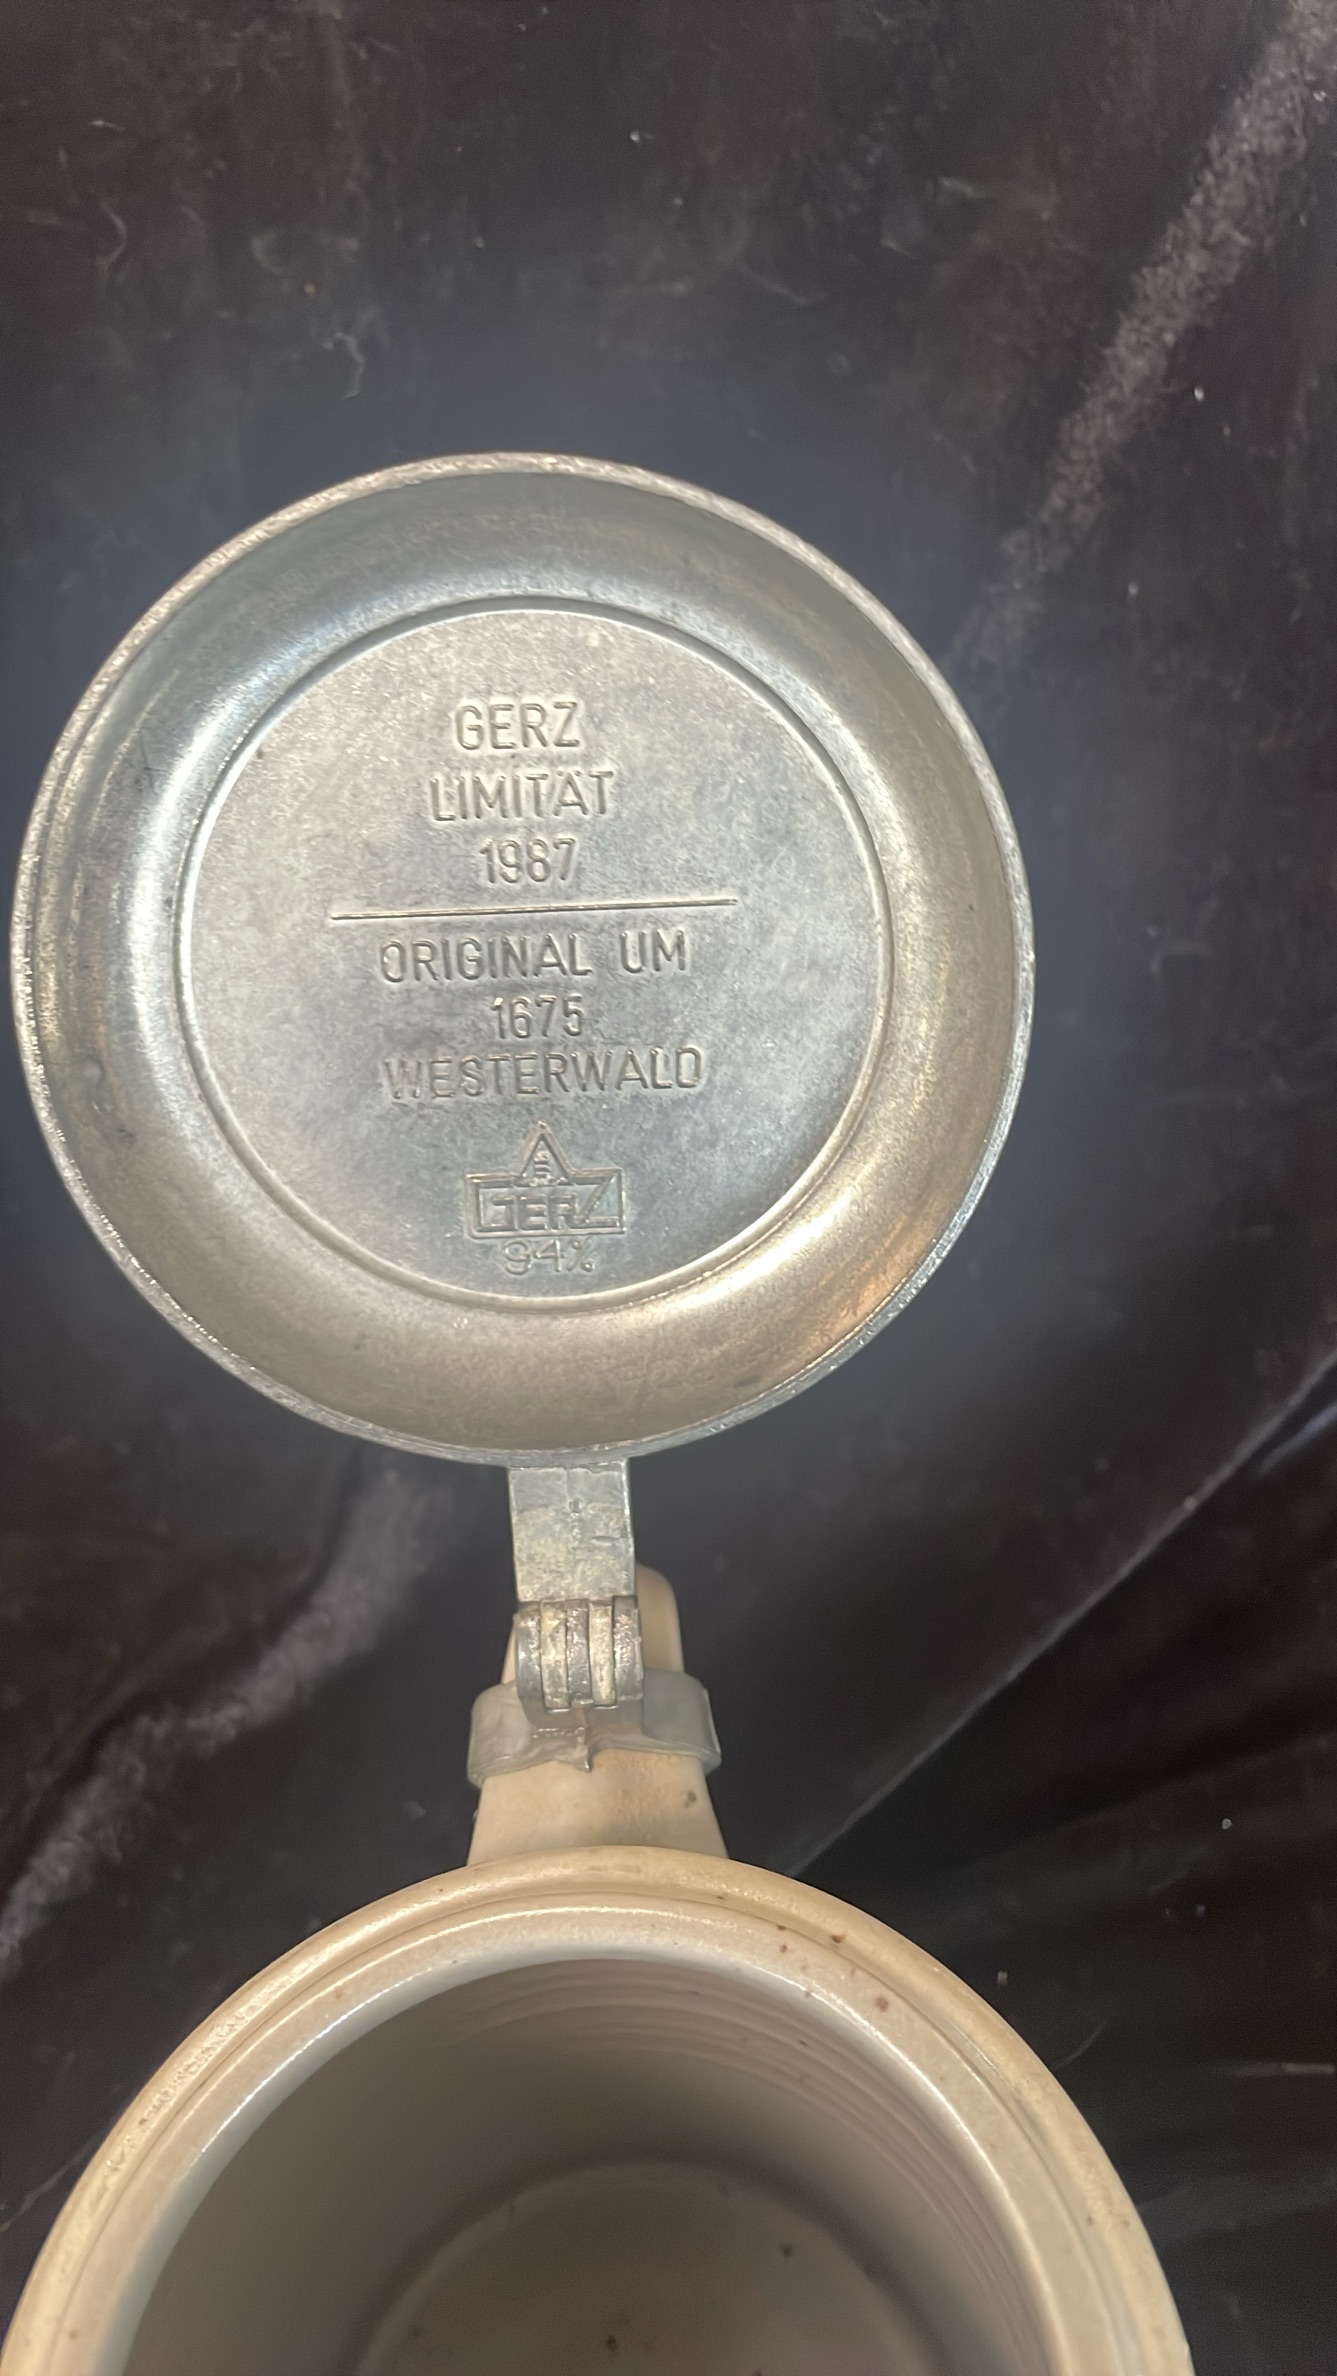 GERZ
LIMITÄT
1987
ORIGINAL UM
1675
WESTERWALD
GERZ
94%